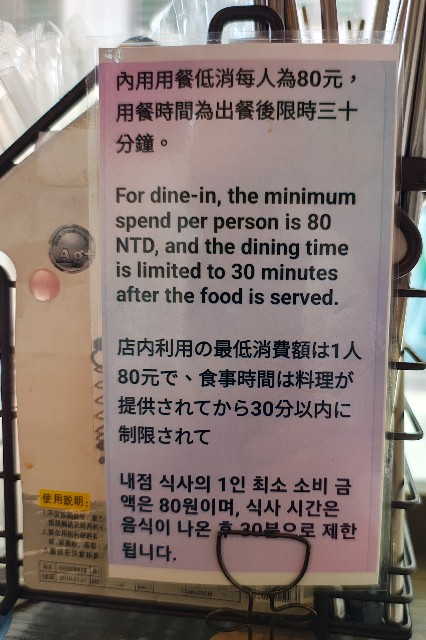 內用用餐低消每人為80元，
用餐時間為出餐後限時三十
分鐘。
For dine-in, the minimum
spend per person is 80
NTD, and the dining time
is limited to 30 minutes
after the food is served.
店内利用の最低消費額は1人
80元で、食事時間は料理が
提供されてから30分以内に
制限されて
내점 식사의 1인 최소 소비 금
액은 80원이며, 식사 시간은
음식이 나온 후 30분으로 제한
됩니다.
Ag+
使用説明: